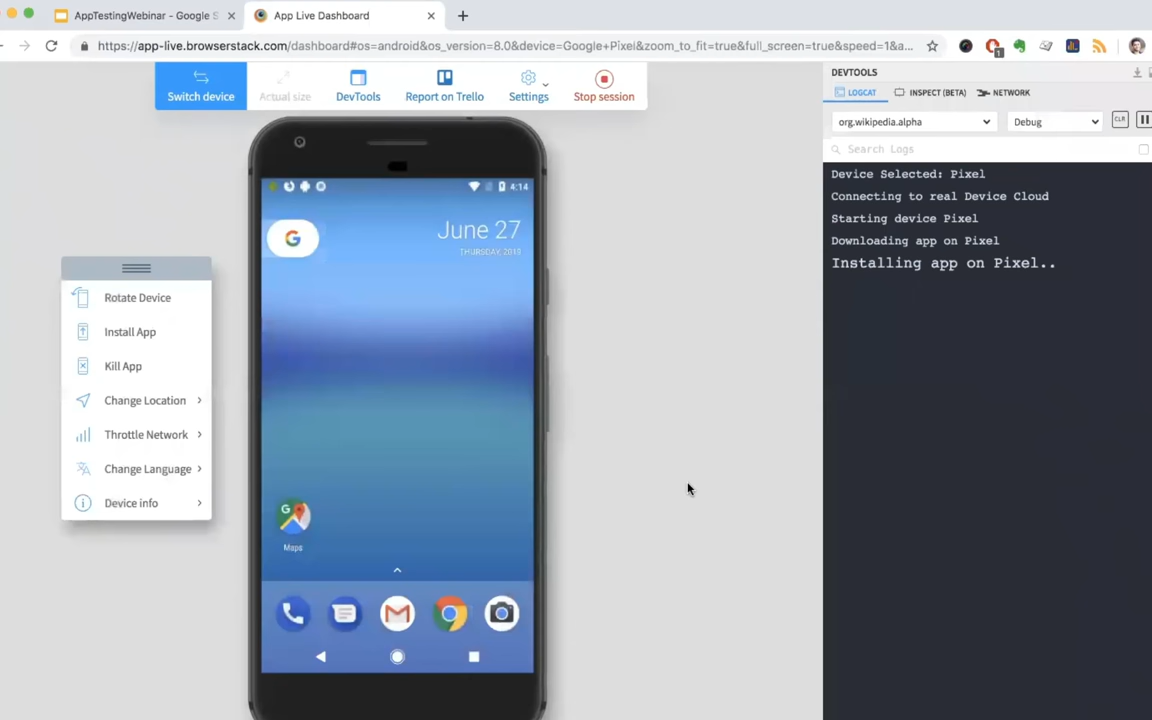 AppTestingWebinar - Google S
App Live Dashboard
https://app-live.browserstack.com/dashboard#os=android&os_version=8.0&device=Google+Pixel&zoom_to_fit=true&full_screen=true&speed=1&a...
1
Switch device
Actual size
DevTools
Report on Trello
Settings
Stop session
DEVTOOLS
LOGCAT
INSPECT (BETA)
NETWORK
org.wikipedia.alpha
Debug
CLR
Search Logs
Device Selected: Pixel
Connecting to real Device Cloud
Starting device Pixel
Downloading app on Pixel
Installing app on Pixel..
4:14
G
June 27
THURSDAY, 2019
Rotate Device
Install App
Kill App
Change Location
Throttle Network
Change Language
Device info
G
Maps